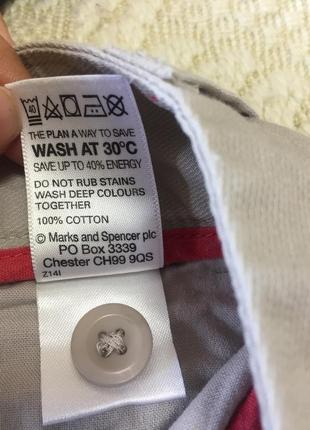 40
THE PLAN A WAY TO SAVE
WASH AT 30°C
SAVE UP TO 40% ENERGY
DO NOT RUB STAINS
WASH DEEP COLOURS
TOGETHER
100% COTTON
© Marks and Spencer plc
PO Box 3339
Chester CH99 9QS
Z14I